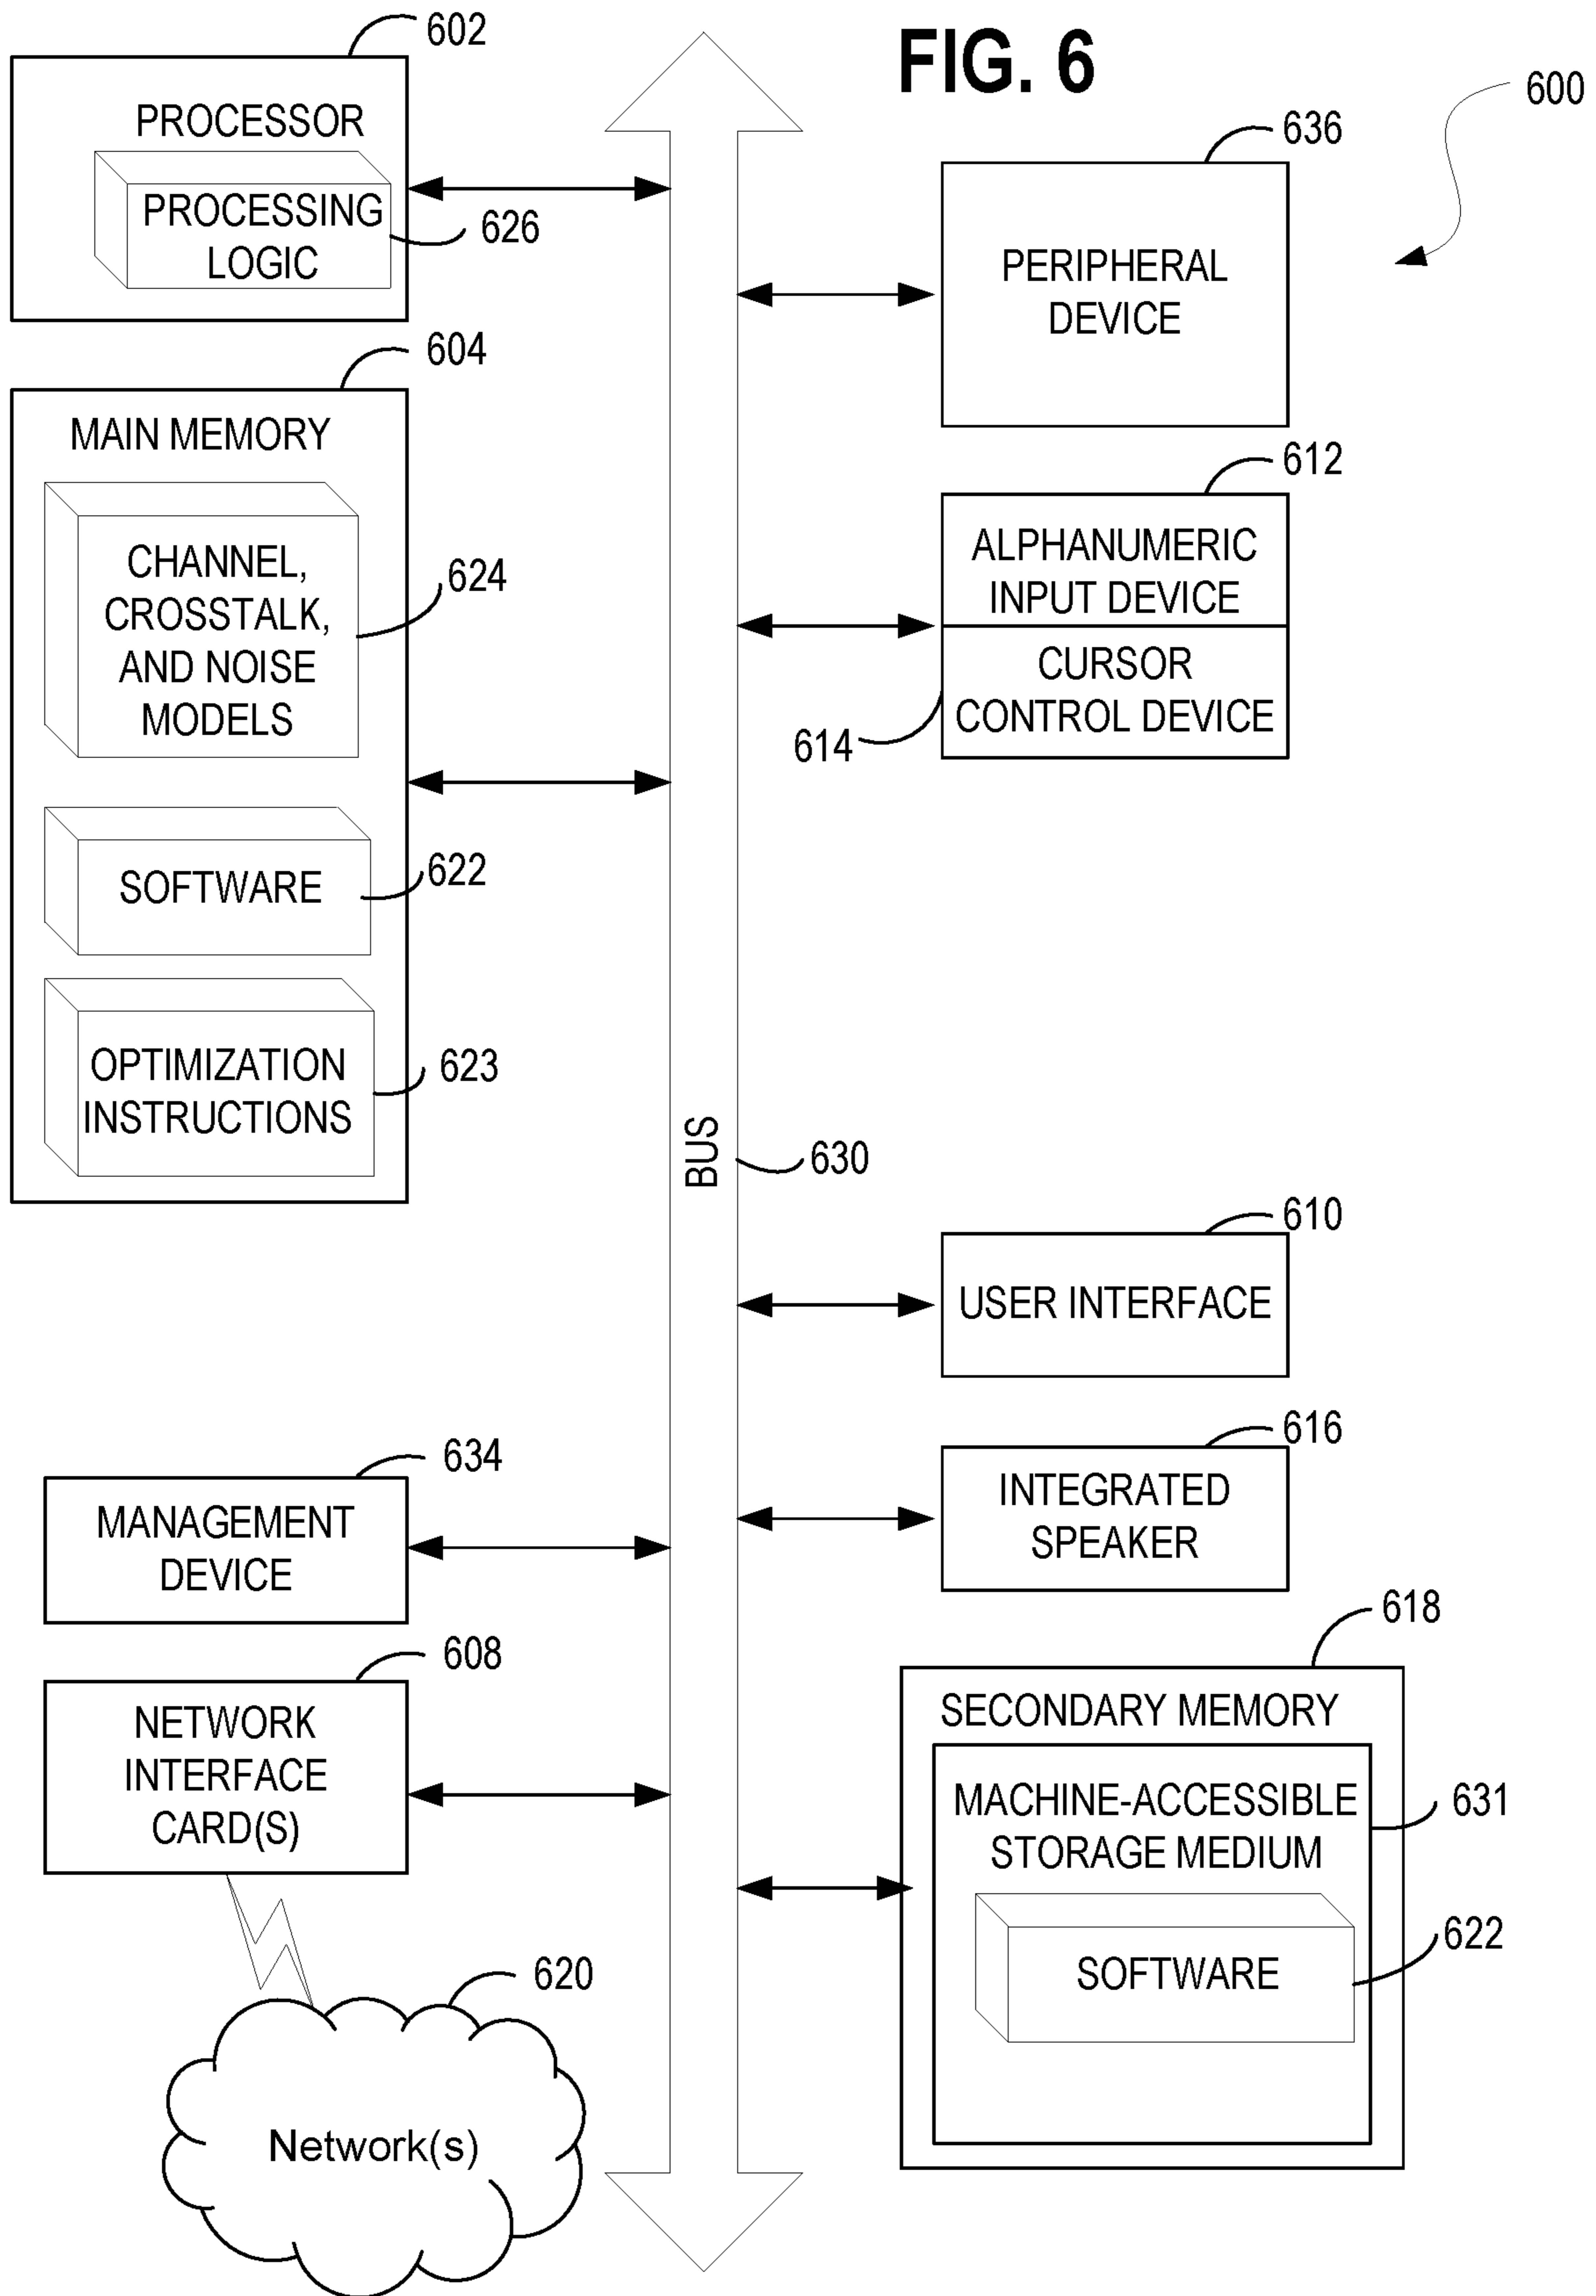 FIG. 6
600
602
PROCESSOR
PROCESSING
LOGIC
626
604
MAIN MEMORY
CHANNEL,
CROSSTALK,
AND NOISE
MODELS
624
SOFTWARE
622
OPTIMIZATION
INSTRUCTIONS
623
634
MANAGEMENT
DEVICE
608
NETWORK
INTERFACE
CARD(S)
620
Network(s)
BUS
630
636
PERIPHERAL
DEVICE
612
ALPHANUMERIC
INPUT DEVICE
CURSOR
CONTROL DEVICE
614
610
USER INTERFACE
616
INTEGRATED
SPEAKER
618
SECONDARY MEMORY
MACHINE-ACCESSIBLE
STORAGE MEDIUM
631
SOFTWARE
622